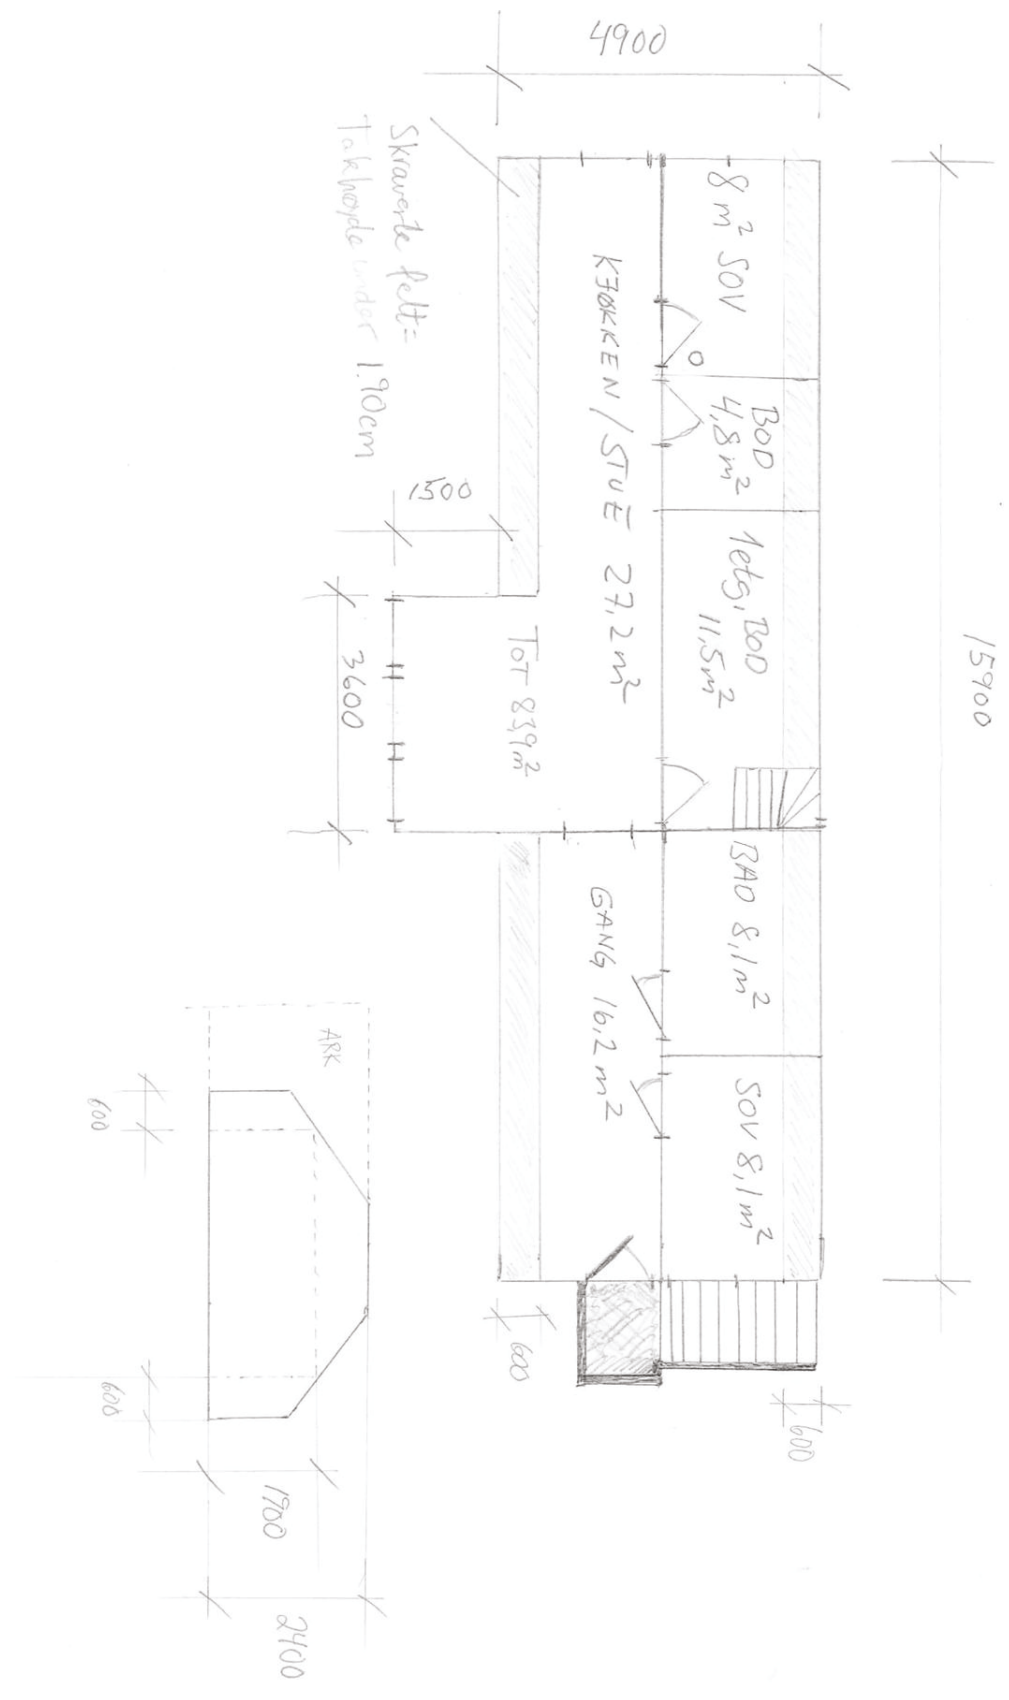 15900
4900
8 m² SOV
BOD
4,8 m²
1etg. BOD
11,5 m²
BAD 8,1 m²
SOV 8,1 m²
KJØKKEN / STUE 27,2 m²
GANG 16,2 m²
TOT 83,9 m²
600
600
1500
3600
Skraverte felt=
Takhøyde under 1.90cm
ARK
600
600
1900
2400